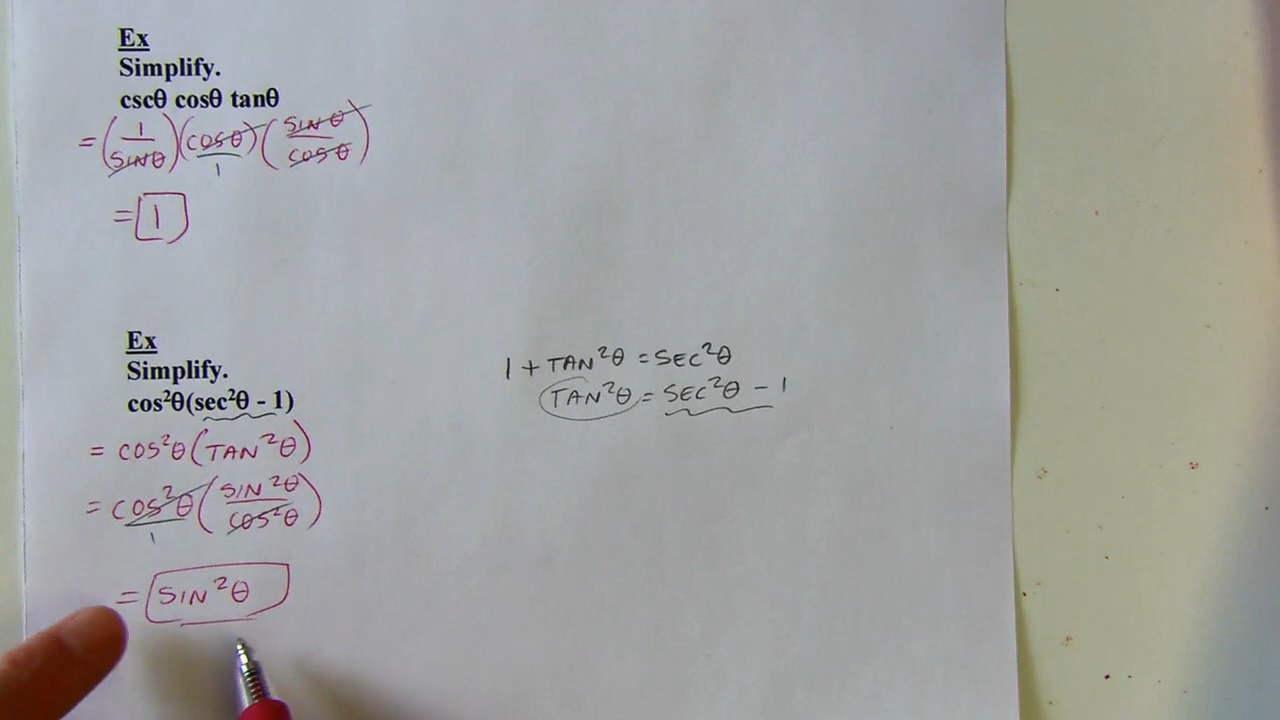 Ex
Simplify.
cscθ cosθ tanθ
= (1/SINθ)(COSθ/1)(SINθ/COSθ)
= 1
Ex
Simplify.
cos²θ(sec²θ - 1)
= COS²θ(TAN²θ)
= COS²θ/1(SIN²θ/COS²θ)
= SIN²θ
1 + TAN²θ = SEC²θ
TAN²θ = SEC²θ - 1